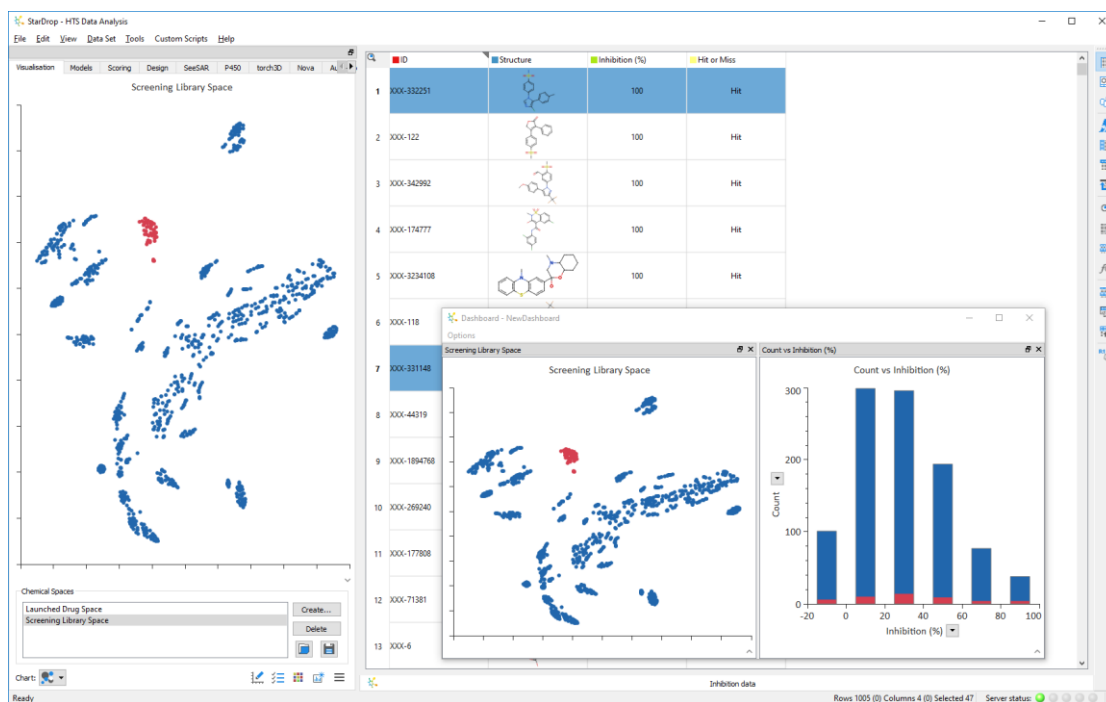 StarDrop - HTS Data Analysis
File Edit View Data Set Tools Custom Scripts Help
Visualisation Models Scoring Design SeeSAR P450 torch3D Nova
Screening Library Space
ID Structure Inhibition (%) Hit or Miss
1 XXX-332251 100 Hit
2 XXX-122 100 Hit
3 XXX-342992 100 Hit
4 XXX-174777 100 Hit
5 XXX-3234108 100 Hit
6 XXX-118
7 XXX-331148
8 XXX-44319
9 XXX-1894768
10 XXX-269240
11 XXX-177808
12 XXX-71381
13 XXX-6
Dashboard - NewDashboard
Options
Screening Library Space
Screening Library Space
Count vs Inhibition (%)
Count vs Inhibition (%)
300
200
100
0
Count
-20 0 20 40 60 80 100
Inhibition (%)
Chemical Spaces
Launched Drug Space
Screening Library Space
Create...
Delete
Chart:
Inhibition data
Ready
Rows 1005 (0) Columns 4 (0) Selected 47 Server status: